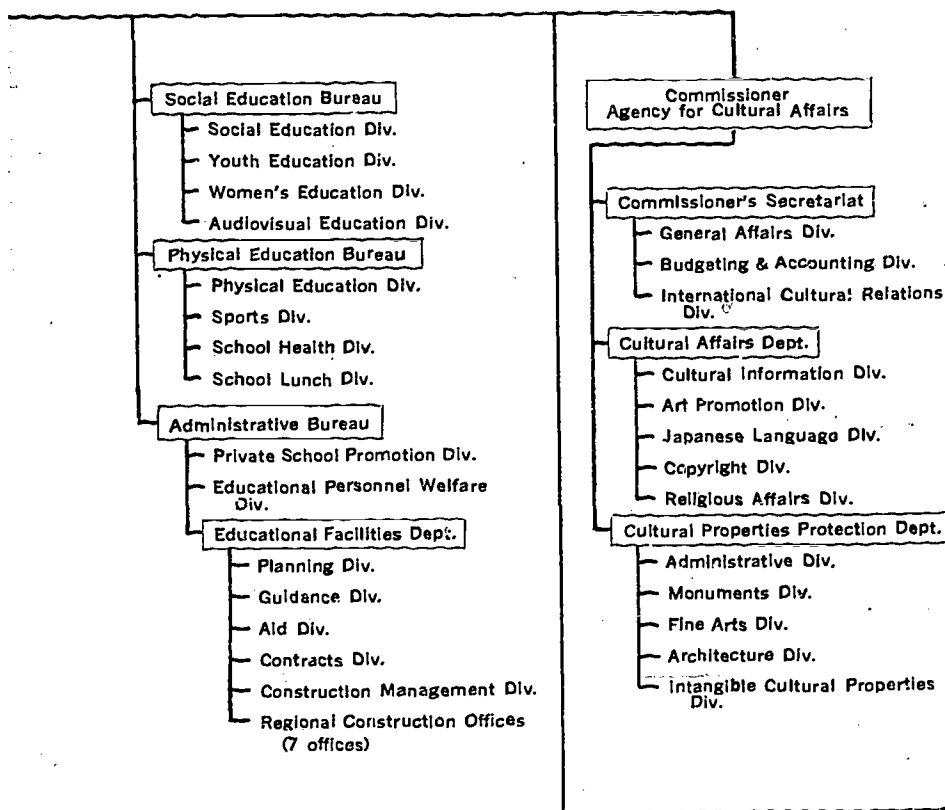 Social Education Bureau
Social Education Div.
Youth Education Div.
Women's Education Div.
Audiovisual Education Div.
Physical Education Bureau
Physical Education Div.
Sports Div.
School Health Div.
School Lunch Div.
Administrative Bureau
Private School Promotion Div.
Educational Personnel Welfare
Div.
Educational Facilities Dept.
Planning Div.
Guidance Div.
Aid Div.
Contracts Div.
Construction Management Div.
Regional Construction Offices
(7 offices)
Commissioner
Agency for Cultural Affairs
Commissioner's Secretariat
General Affairs Div.
Budgeting & Accounting Div.
International Cultural Relations
Div.
Cultural Affairs Dept.
Cultural Information Div.
Art Promotion Div.
Japanese Language Div.
Copyright Div.
Religious Affairs Div.
Cultural Properties Protection Dept.
Administrative Div.
Monuments Div.
Fine Arts Div.
Architecture Div.
Intangible Cultural Properties
Div.